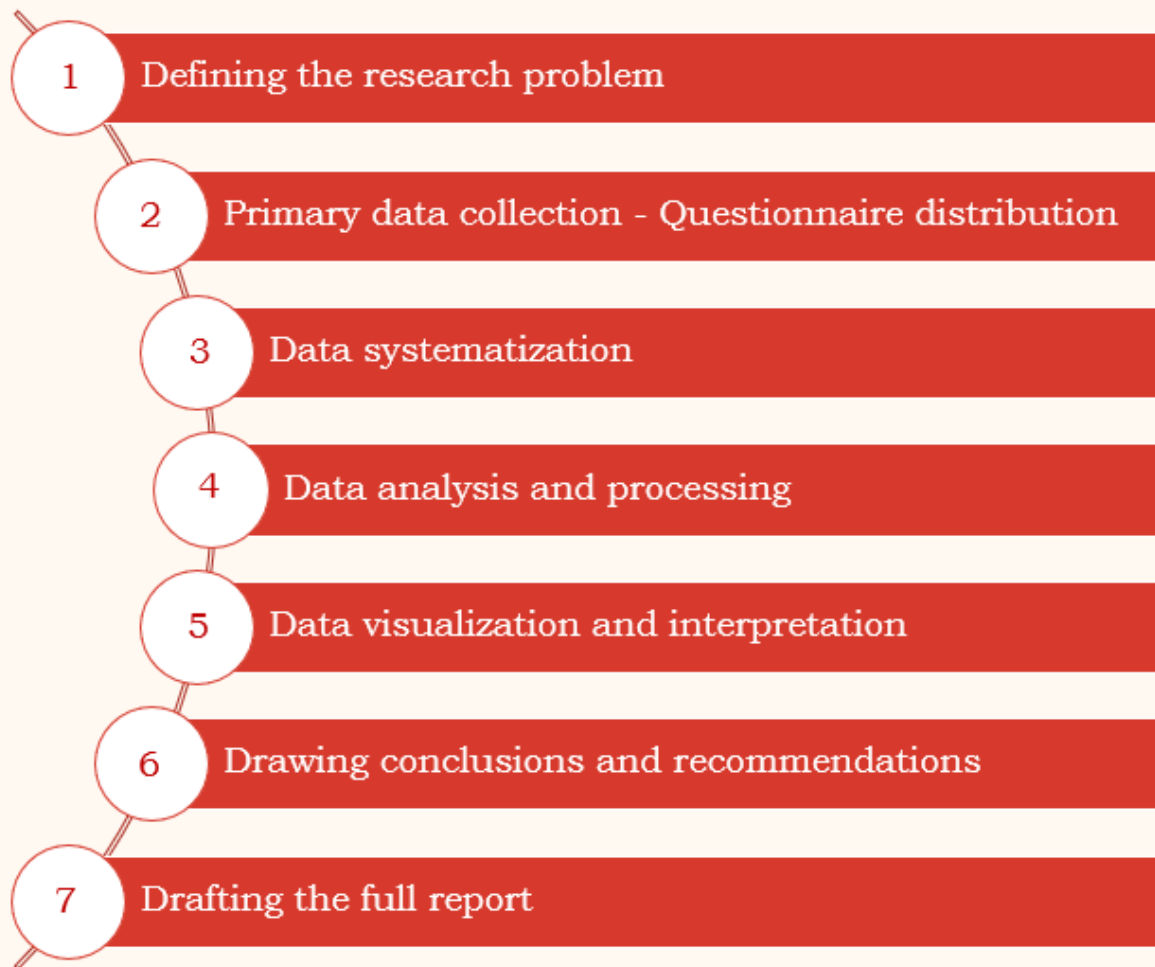 1 Defining the research problem
2 Primary data collection - Questionnaire distribution
3 Data systematization
4 Data analysis and processing
5 Data visualization and interpretation
6 Drawing conclusions and recommendations
7 Drafting the full report